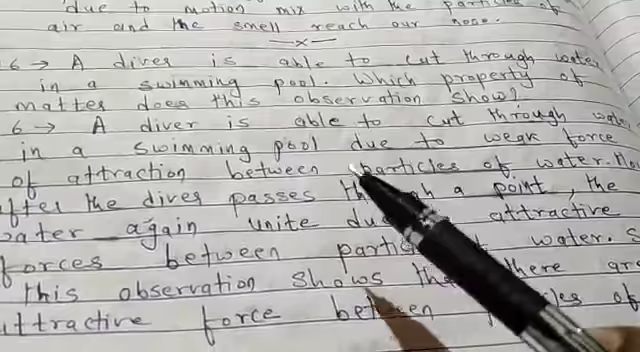 due to motion mix with the particles of
air and the smell reach our nose.
—x—
6 → A diver is able to cut through water
in a swimming pool. Which property of
matter does this observation show?
6 → A diver is able to cut through water
in a swimming pool due to weak force
of attraction between particles of water.
after the diver passes through a point, the
water again unite due attractive
forces between water.
this observation shows there are
attractive force between of